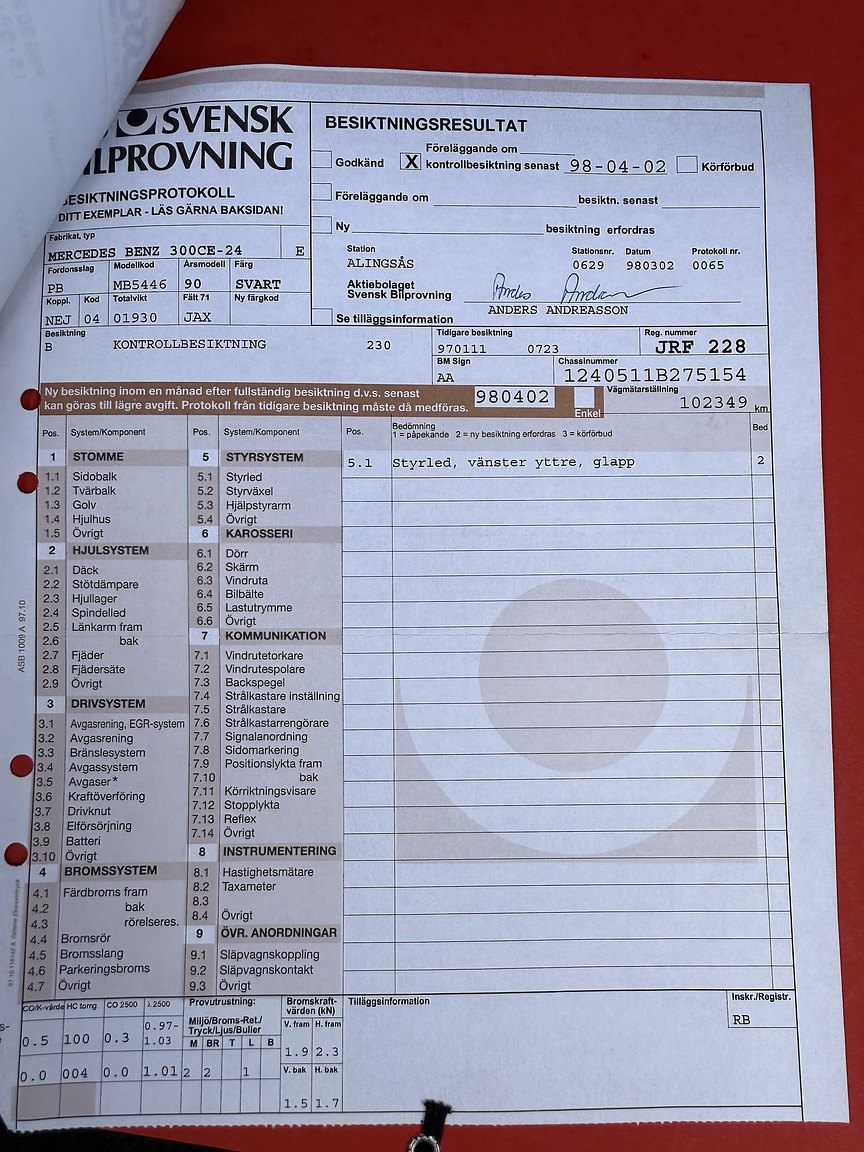 SVENSK
BILPROVNING
BESIKTNINGSPROTOKOLL
DITT EXEMPLAR - LÄS GÄRNA BAKSIDAN!
BESIKTNINGSRESULTAT
Godkänd
X
Föreläggande om
kontrollbesiktning senast 98-04-02
Körförbud
Föreläggande om
besiktn. senast
Ny
besiktning erfordras
Station
ALINGSÅS
Stationsnr.
0629
Datum
980302
Protokoll nr.
0065
Aktiebolaget
Svensk Bilprovning
Anders Andreasson
ANDERS ANDREASSON
Se tilläggsinformation
Fabrikat, typ
MERCEDES BENZ 300CE-24 E
Fordonsslag Modellkod Årsmodell Färg
PB MB5446 90 SVART
Koppl. Kod Totalvikt Fält 71 Ny färgkod
NEJ 04 01930 JAX
Besiktning
B KONTROLLBESIKTNING 230
Tidigare besiktning
970111 0723
Reg. nummer
JRF 228
BM Sign
AA
Chassinummer
1240511B275154
Ny besiktning inom en månad efter fullständig besiktning d.v.s. senast
kan göras till lägre avgift. Protokoll från tidigare besiktning måste då medföras.
980402
Enkel
Vägmätarställning
102349 km
Pos. System/Komponent Pos. System/Komponent Pos.
Bedömning
1 = påpekande 2 = ny besiktning erfordras 3 = körförbud
Bed
5.1 Styrled, vänster yttre, glapp 2
1 STOMME
1.1 Sidobalk
1.2 Tvärbalk
1.3 Golv
1.4 Hjulhus
1.5 Övrigt
2 HJULSYSTEM
2.1 Däck
2.2 Stötdämpare
2.3 Hjullager
2.4 Spindelled
2.5 Länkarm fram
2.6 bak
2.7 Fjäder
2.8 Fjädersäte
2.9 Övrigt
3 DRIVSYSTEM
3.1 Avgasrening, EGR-system
3.2 Avgasrening
3.3 Bränslesystem
3.4 Avgassystem
3.5 Avgaser*
3.6 Kraftöverföring
3.7 Drivknut
3.8 Elförsörjning
3.9 Batteri
3.10 Övrigt
4 BROMSSYSTEM
4.1 Färdbroms fram
4.2 bak
4.3 rörelseres.
4.4 Bromsrör
4.5 Bromsslang
4.6 Parkeringsbroms
4.7 Övrigt
5 STYRSYSTEM
5.1 Styrled
5.2 Styrväxel
5.3 Hjälpstyrarm
5.4 Övrigt
6 KAROSSERI
6.1 Dörr
6.2 Skärm
6.3 Vindruta
6.4 Bilbälte
6.5 Lastutrymme
6.6 Övrigt
7 KOMMUNIKATION
7.1 Vindrutetorkare
7.2 Vindrutespolare
7.3 Backspegel
7.4 Strålkastare inställning
7.5 Strålkastare
7.6 Strålkastarrengörare
7.7 Signalanordning
7.8 Sidomarkering
7.9 Positionslykta fram
7.10 bak
7.11 Körriktningsvisare
7.12 Stopplykta
7.13 Reflex
7.14 Övrigt
8 INSTRUMENTERING
8.1 Hastighetsmätare
8.2 Taxameter
8.3
8.4 Övrigt
9 ÖVR. ANORDNINGAR
9.1 Släpvagnskoppling
9.2 Släpvagnskontakt
9.3 Övrigt
ASB 1009 A 97.10
CO/K-värde HC tomg. CO 2500 λ 2500
0.5 100 0.3 0.97-1.03
0.0 004 0.0 1.01
Provutrustning:
Miljö/Broms-Ret./
Tryck/Ljus/Buller
M BR T L B
2 2 1
Bromskraft-
värden (kN)
V. fram H. fram
1.9 2.3
V. bak H. bak
1.5 1.7
Tilläggsinformation
Inskr./Registr.
RB